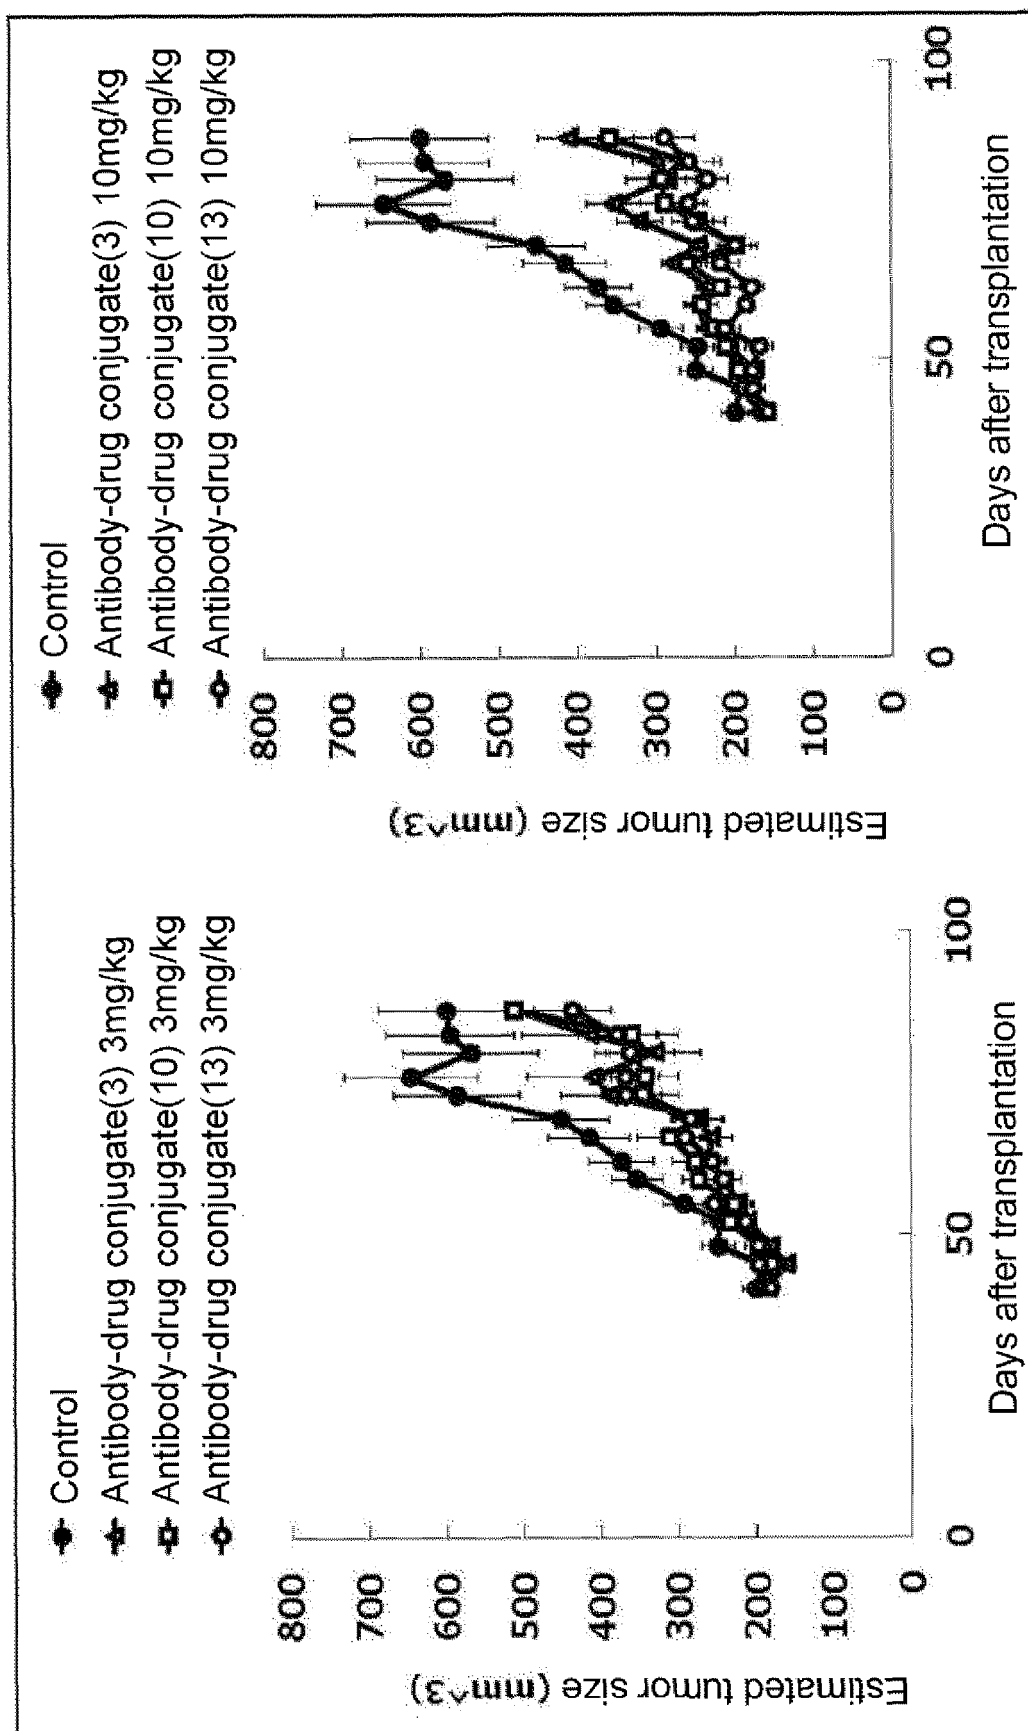 Control
Antibody-drug conjugate(3) 3mg/kg
Antibody-drug conjugate(10) 3mg/kg
Antibody-drug conjugate(13) 3mg/kg
Estimated tumor size (mm^3)
800
700
600
500
400
300
200
100
0
0
50
100
Days after transplantation
Control
Antibody-drug conjugate(3) 10mg/kg
Antibody-drug conjugate(10) 10mg/kg
Antibody-drug conjugate(13) 10mg/kg
Estimated tumor size (mm^3)
800
700
600
500
400
300
200
100
0
0
50
100
Days after transplantation